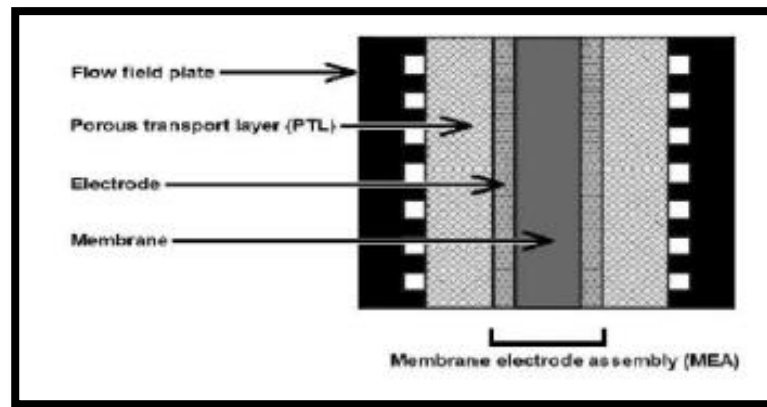 Flow field plate
Porous transport layer (PTL)
Electrode
Membrane
Membrane electrode assembly (MEA)